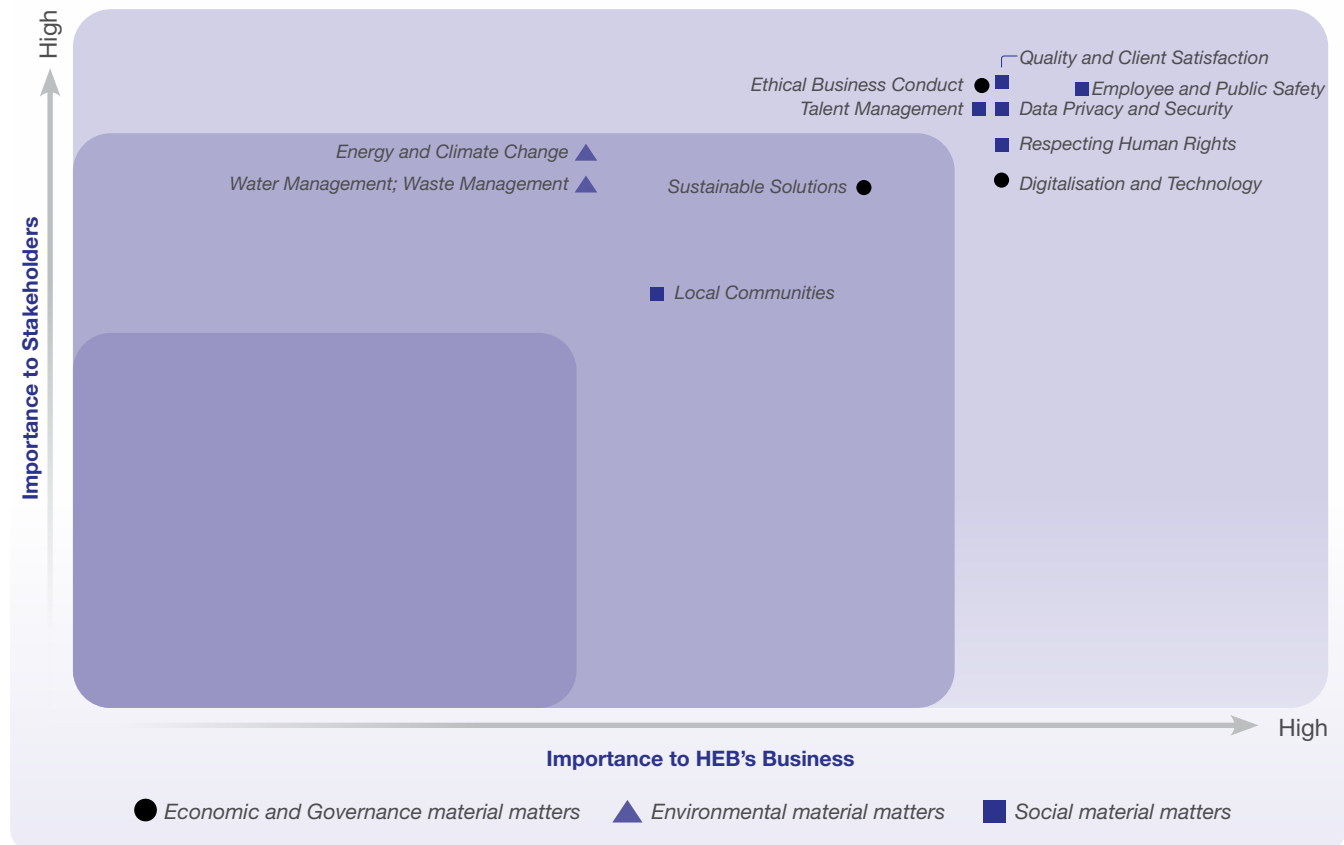 High
Quality and Client Satisfaction
Ethical Business Conduct
Employee and Public Safety
Talent Management
Data Privacy and Security
Respecting Human Rights
Energy and Climate Change
Water Management; Waste Management
Sustainable Solutions
Digitalisation and Technology
Local Communities
Importance to Stakeholders
High
Importance to HEB's Business
Economic and Governance material matters
Environmental material matters
Social material matters